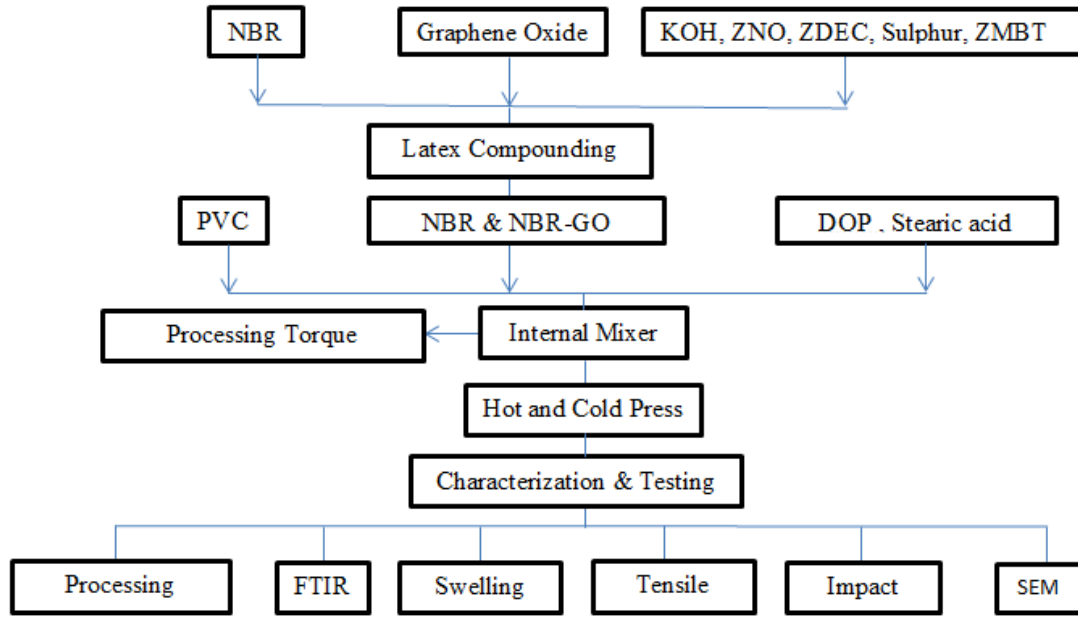 NBR
Graphene Oxide
KOH, ZNO, ZDEC, Sulphur, ZMBT
Latex Compounding
PVC
NBR & NBR-GO
DOP , Stearic acid
Processing Torque
Internal Mixer
Hot and Cold Press
Characterization & Testing
Processing
FTIR
Swelling
Tensile
Impact
SEM